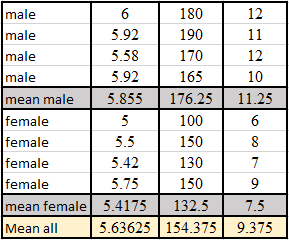 male 6 180 12
male 5.92 190 11
male 5.58 170 12
male 5.92 165 10
mean male 5.855 176.25 11.25
female 5 100 6
female 5.5 150 8
female 5.42 130 7
female 5.75 150 9
mean female 5.4175 132.5 7.5
Mean all 5.63625 154.375 9.375